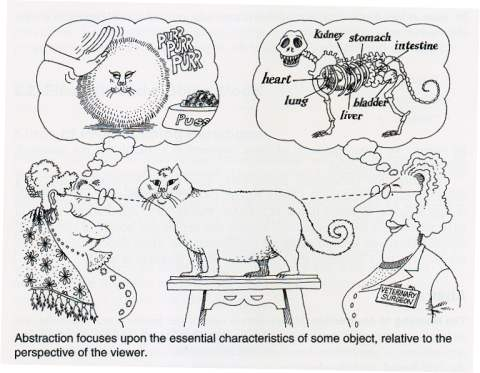 PURR
PURR
PURR
PUSS
kidney
stomach
intestine
heart
lung
bladder
liver
VETERINARY
SURGEON
Abstraction focuses upon the essential characteristics of some object, relative to the
perspective of the viewer.